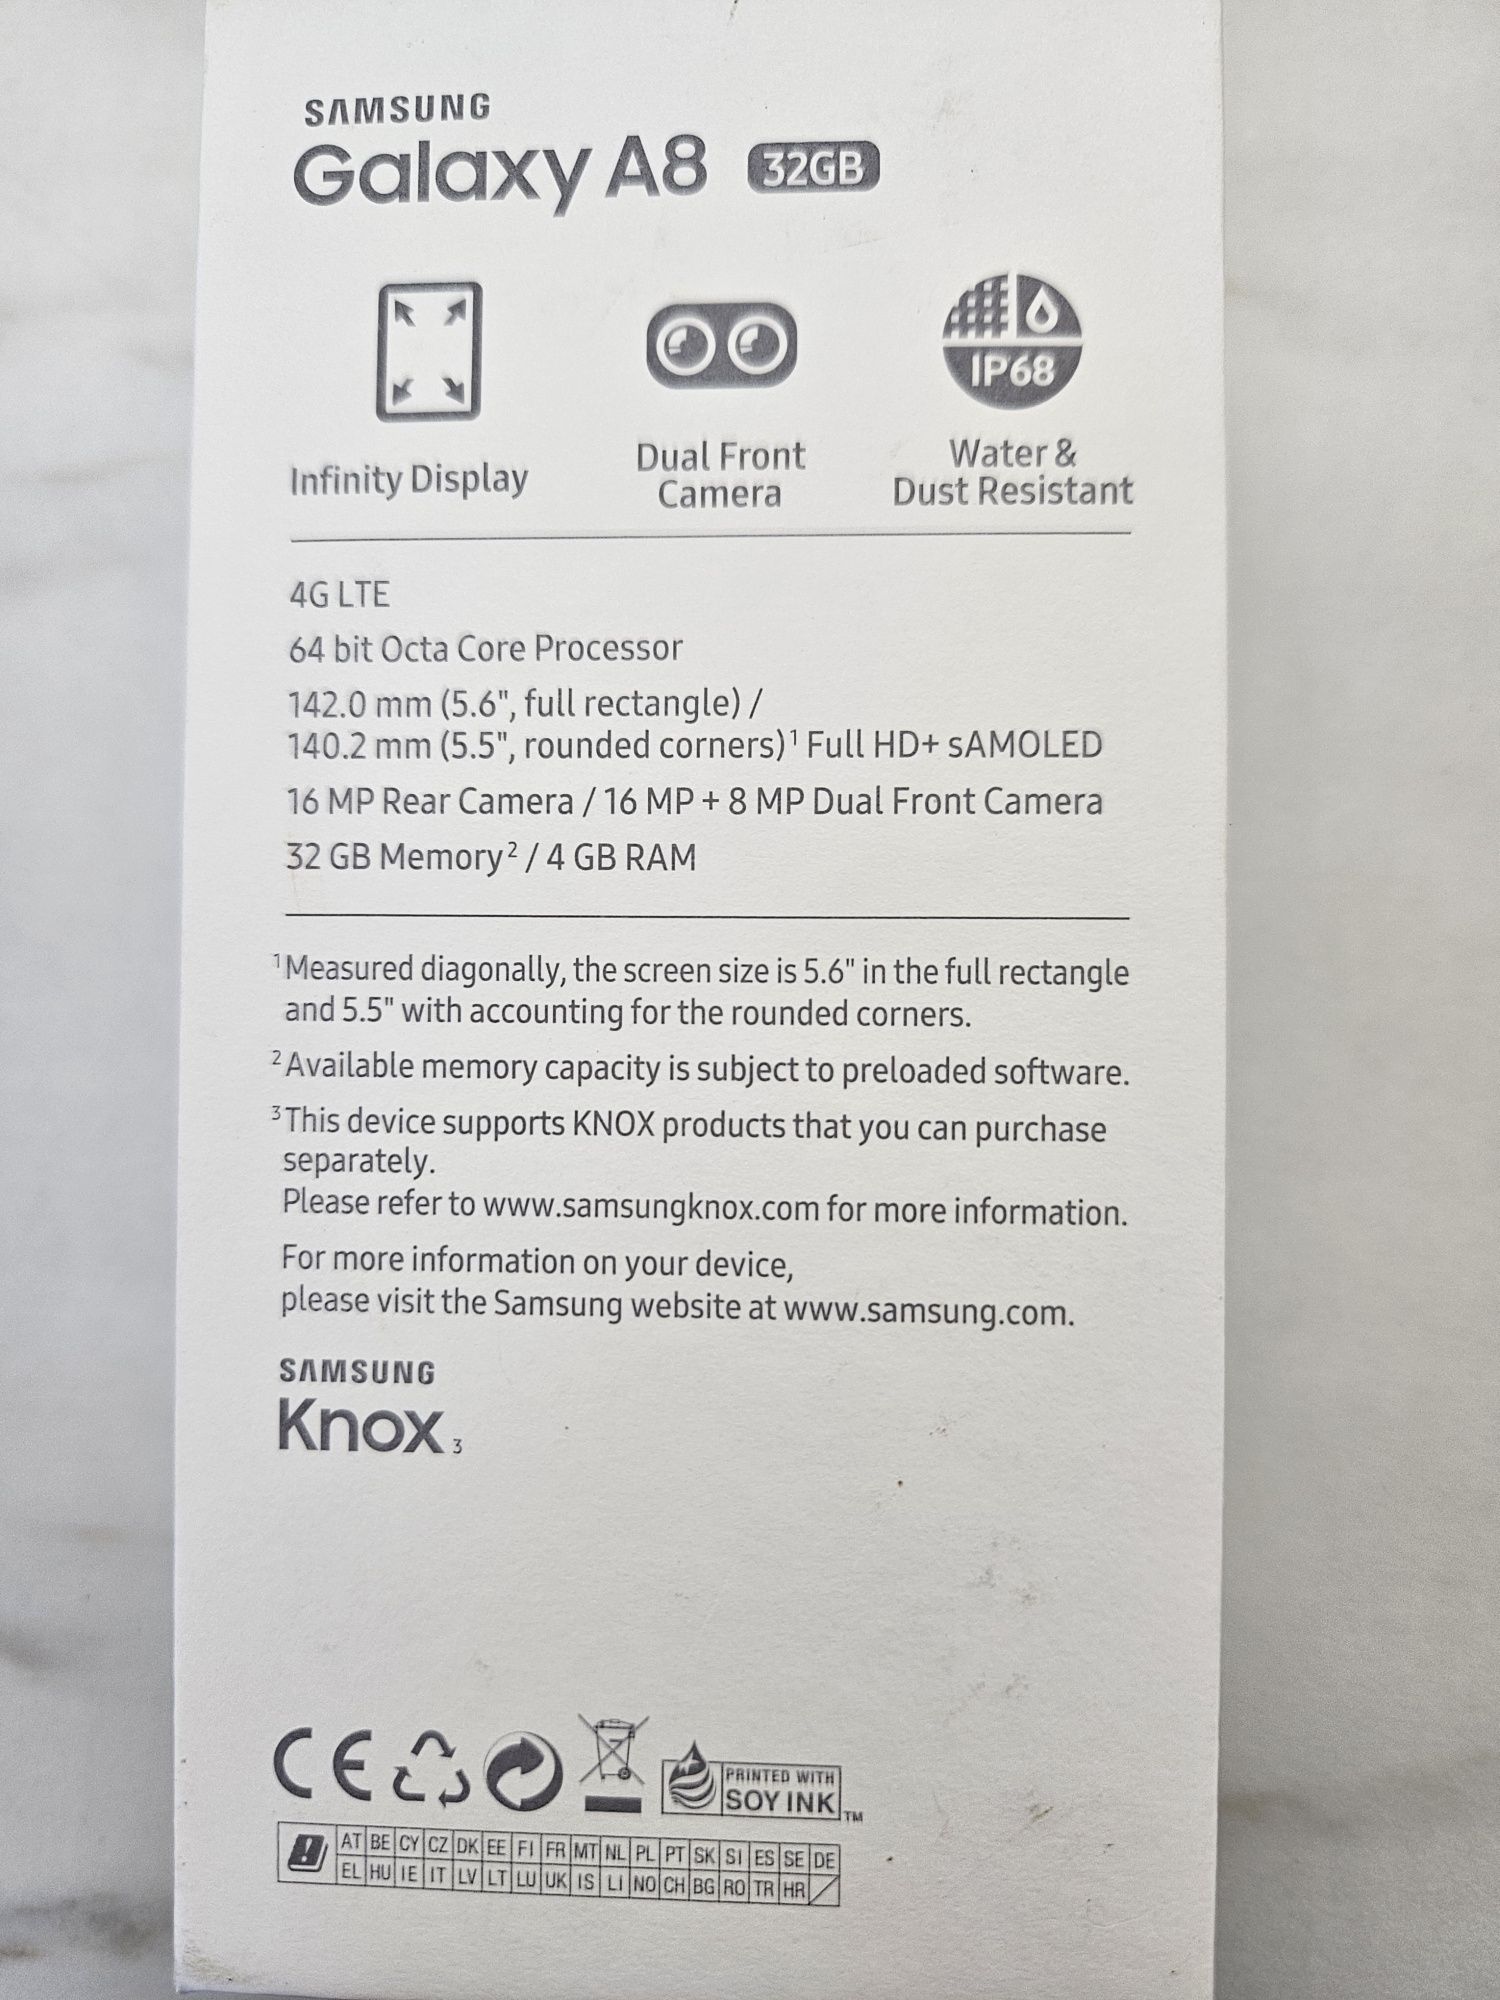 SAMSUNG
Galaxy A8 32GB
IP68
Infinity Display
Dual Front
Camera
Water &
Dust Resistant
4G LTE
64 bit Octa Core Processor
142.0 mm (5.6", full rectangle) /
140.2 mm (5.5", rounded corners)¹ Full HD+ sAMOLED
16 MP Rear Camera / 16 MP + 8 MP Dual Front Camera
32 GB Memory² / 4 GB RAM
¹Measured diagonally, the screen size is 5.6" in the full rectangle
and 5.5" with accounting for the rounded corners.
²Available memory capacity is subject to preloaded software.
³This device supports KNOX products that you can purchase
separately.
Please refer to www.samsungknox.com for more information.
For more information on your device,
please visit the Samsung website at www.samsung.com.
SAMSUNG
Knox 3
CE
PRINTED WITH
SOY INK TM
! AT BE CY CZ DK EE FI FR MT NL PL PT SK SI ES SE DE
EL HU IE IT LV LT LU UK IS LI NO CH BG RO TR HR